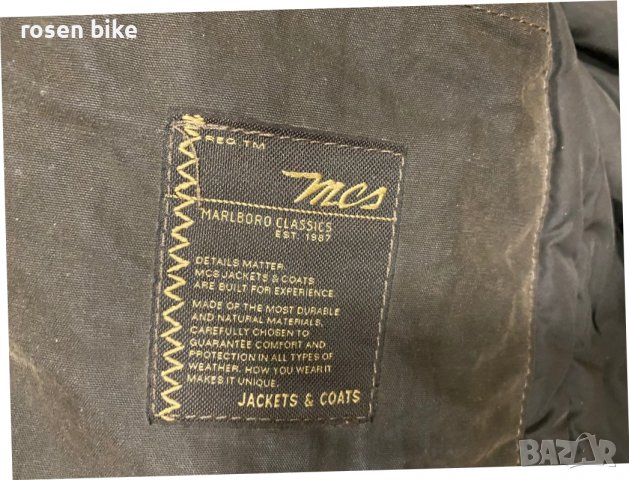 rosen bike
REG TM
mcs
MARLBORO CLASSICS
EST. 1987
DETAILS MATTER.
MCS JACKETS & COATS
ARE BUILT FOR EXPERIENCE.
MADE OF THE MOST DURABLE
AND NATURAL MATERIALS,
CAREFULLY CHOSEN TO
GUARANTEE COMFORT AND
PROTECTION IN ALL TYPES OF
WEATHER. HOW YOU WEAR IT
MAKES IT UNIQUE.
JACKETS & COATS
BAZAR
bg